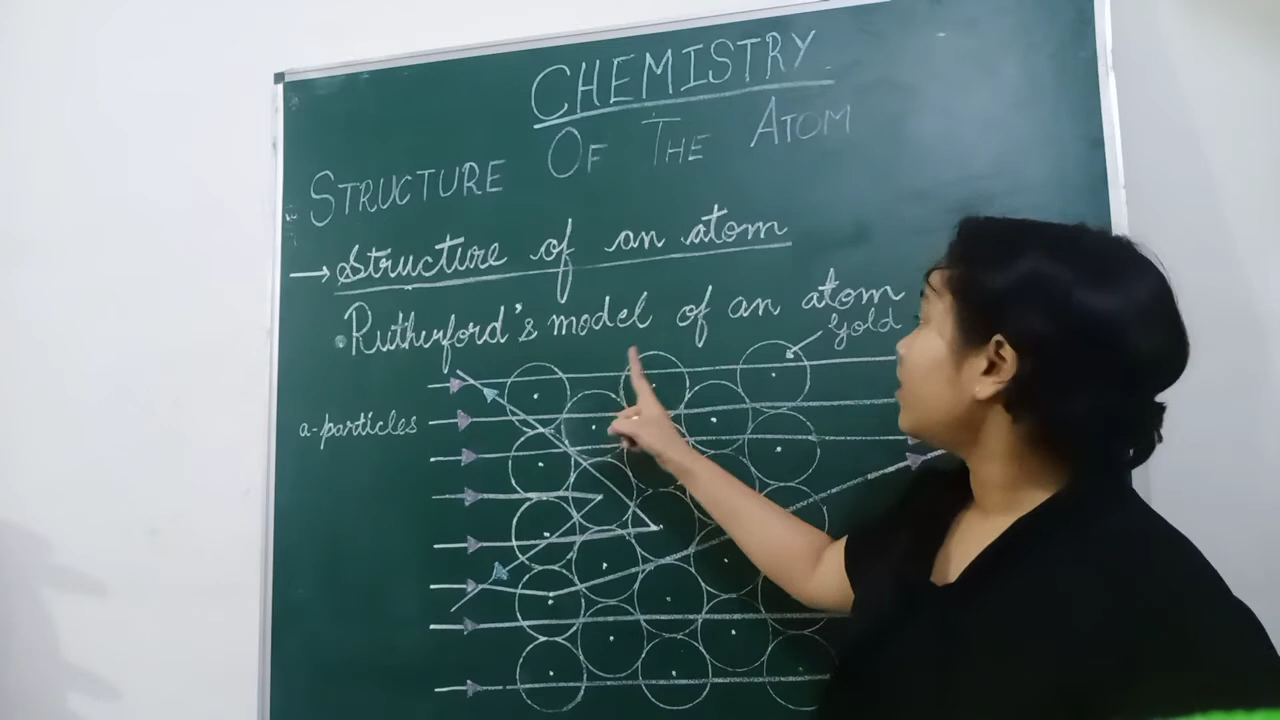 CHEMISTRY.
STRUCTURE OF THE ATOM
→ Structure of an atom
• Rutherford's model of an atom
Gold
a-particles